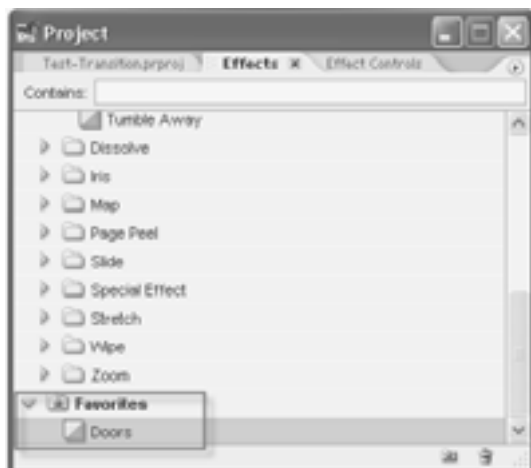 Project
Test-Transition.prproj Effects Effect Controls
Contains:
Tumble Away
Dissolve
Iris
Map
Page Peel
Slide
Special Effect
Stretch
Wipe
Zoom
Favorites
Doors